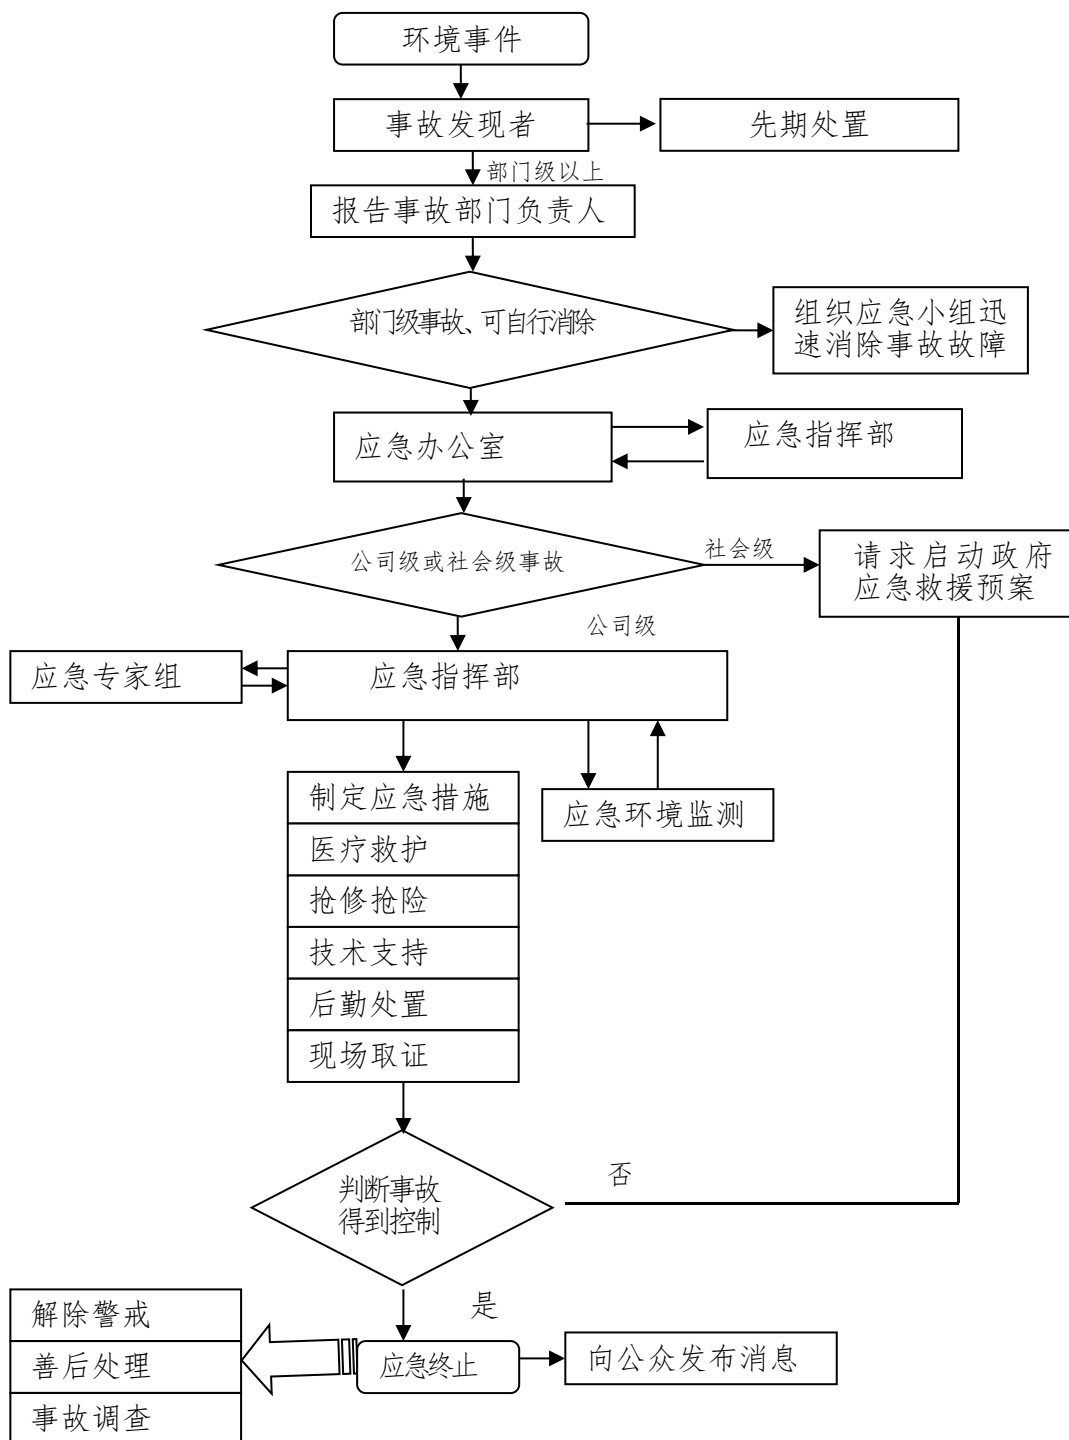 环境事件
事故发现者
先期处置
部门级以上
报告事故部门负责人
部门级事故、可自行消除
组织应急小组迅
速消除事故故障
应急办公室
应急指挥部
公司级或社会级事故
社会级
请求启动政府
应急救援预案
公司级
应急专家组
应急指挥部
制定应急措施
应急环境监测
医疗救护
抢修抢险
技术支持
后勤处置
现场取证
判断事故
得到控制
否
是
解除警戒
善后处理
事故调查
应急终止
向公众发布消息